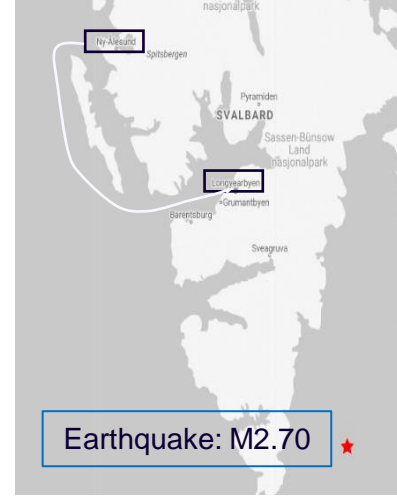 nasjonalpark
Ny-Ålesund
Spitsbergen
Pyramiden
SVALBARD
Sassen-Bünsow
Land
nasjonalpark
Longyearbyen
Grumantbyen
Barentsburg
Sveagruva
Earthquake: M2.70